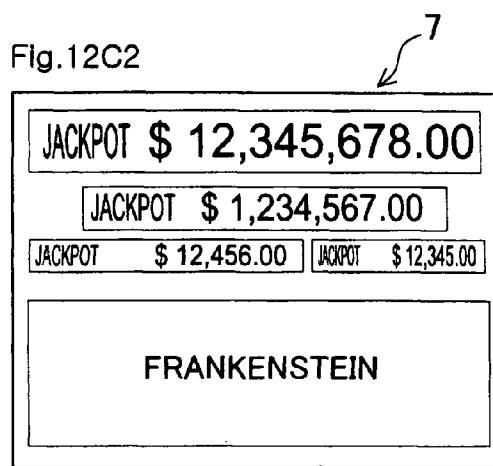 7
Fig.12C2
JACKPOT $ 12,345,678.00
JACKPOT $ 1,234,567.00
JACKPOT $ 12,456.00 JACKPOT $ 12,345.00
FRANKENSTEIN